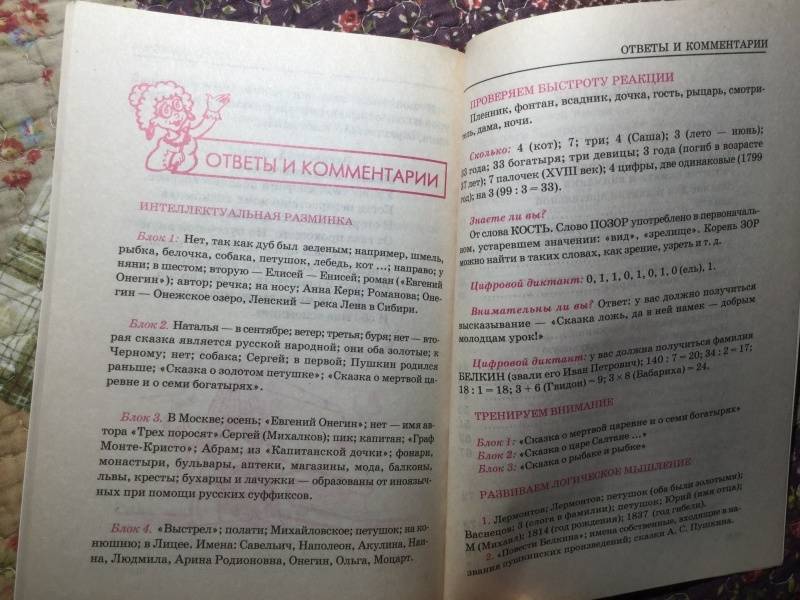 ОТВЕТЫ И КОММЕНТАРИИ
ИНТЕЛЛЕКТУАЛЬНАЯ РАЗМИНКА
Блок 1: Нет, так как дуб был зеленым; например, шмель,
рыбка, белочка, собака, петушок, лебедь, кот ...; направо; у
няни; в шестом; вторую — Елисей — Енисей; роман («Евгений
Онегин»); автор; речка; на носу; Анна Керн; Романова; Оне-
гин — Онежское озеро, Ленский — река Лена в Сибири.
Блок 2. Наталья — в сентябре; ветер; третья; буря; нет — вто-
рая сказка является русской народной; они оба золотые; к
Черному; нет; собака; Сергей; в первой; Пушкин родился
раньше; «Сказка о золотом петушке»; «Сказка о мертвой ца-
ревне и о семи богатырях».
Блок 3. В Москве; осень; «Евгений Онегин»; нет — имя ав-
тора «Трех поросят» Сергей (Михалков); пик; капитан; «Граф
Монте-Кристо»; Абрам; из «Капитанской дочки»; фонари,
монастыри, бульвары, аптеки, магазины, мода, балконы,
львы, кресты; бухарцы и лачужки — образованы от иноязыч-
ных при помощи русских суффиксов.
Блок 4. «Выстрел»; полати; Михайловское; петушок; на ко-
нюшню; в Лицее. Имена: Савельич, Наполеон, Акулина, Наи-
на, Людмила, Арина Родионовна, Онегин, Ольга, Моцарт.
ОТВЕТЫ И КОММЕНТАРИИ
ПРОВЕРЯЕМ БЫСТРОТУ РЕАКЦИИ
Пленник, фонтан, всадник, дочка, гость, рыцарь, смотри-
тель, дама, ночи.
Сколько: 4 (кот); 7; три; 4 (Саша); 3 (лето — июнь);
33 года; 33 богатыря; три девицы; 3 года (погиб в возрасте
37 лет); 7 палочек (XVIII век); 4 цифры, две одинаковые (1799
год); на 3 (99 : 3 = 33).
Знаете ли вы?
От слова КОСТЬ. Слово ПОЗОР употреблено в первоначаль-
ном, устаревшем значении: «вид», «зрелище». Корень ЗОР
можно найти в таких словах, как зрение, узреть и т. д.
Цифровой диктант: 0, 1, 1, 0, 1, 0, 1, 0 (ель), 1.
Внимательны ли вы? Ответ: у вас должно получиться
высказывание — «Сказка ложь, да в ней намек — добрым
молодцам урок!»
Цифровой диктант: у вас должна получиться фамилия
БЕЛКИН (звали его Иван Петрович); 140 : 7 = 20; 34 : 2 = 17;
18 : 1 = 18; 3 + 6 (Гвидон) = 9; 3 × 8 (Бабариха) = 24.
ТРЕНИРУЕМ ВНИМАНИЕ
Блок 1: «Сказка о мертвой царевне и о семи богатырях»
Блок 2: «Сказка о царе Салтане ...»
Блок 3: «Сказка о рыбаке и рыбке»
РАЗВИВАЕМ ЛОГИЧЕСКОЕ МЫШЛЕНИЕ
1. Лермонтов; Лермонтов; петушок (оба были золотыми);
Васнецов; 3 (слога в фамилии); петушок; Юрий (имя отца);
М (Михаил); 1814 (год рождения); 1837 (год гибели).
2. «Повести Белкина»; имена собственные, входящие в на-
звания пушкинских произведений; сказки А. С. Пушкина.